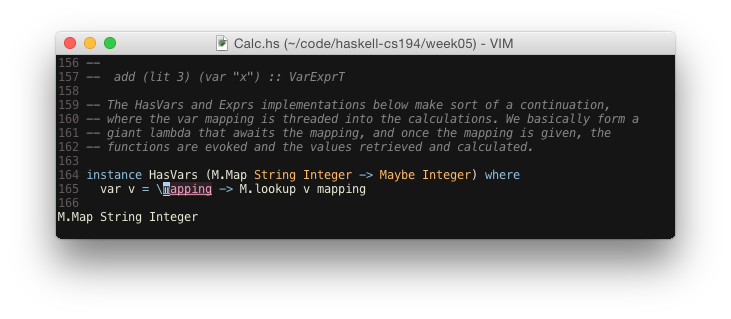 Calc.hs (~/code/haskell-cs194/week05) - VIM
156 --
157 --  add (lit 3) (var "x") :: VarExprT
158
159 -- The HasVars and Exprs implementations below make sort of a continuation,
160 -- where the var mapping is threaded into the calculations. We basically form a
161 -- giant lambda that awaits the mapping, and once the mapping is given, the
162 -- functions are evoked and the values retrieved and calculated.
163
164 instance HasVars (M.Map String Integer -> Maybe Integer) where
165   var v = \mapping -> M.lookup v mapping
166
M.Map String Integer